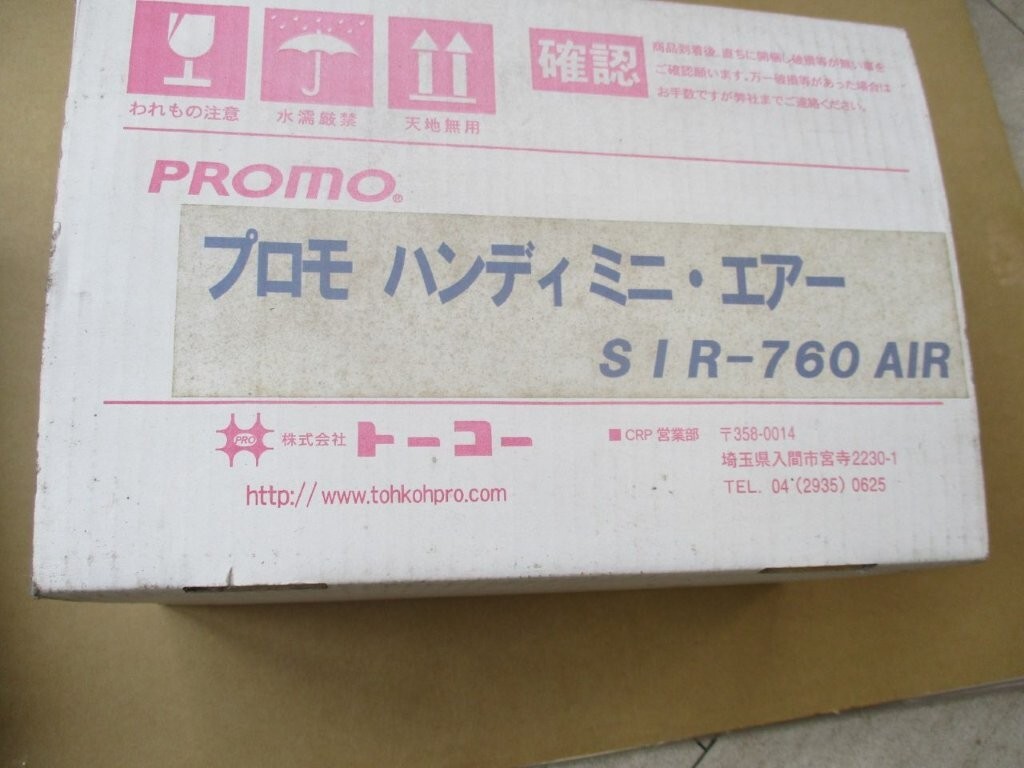 われもの注意
水濡厳禁
天地無用
確認
商品到着後、直ちに開梱し破損等が無い事を
ご確認願います。万一破損等があった場合は
お手数ですが弊社までご連絡ください。
PROMO®
プロモ ハンディミニ・エアー
SIR-760 AIR
PRO 株式会社 トーコー
http://www.tohkohpro.com
■CRP 営業部 〒358-0014
埼玉県入間市宮寺2230-1
TEL. 04 (2935) 0625